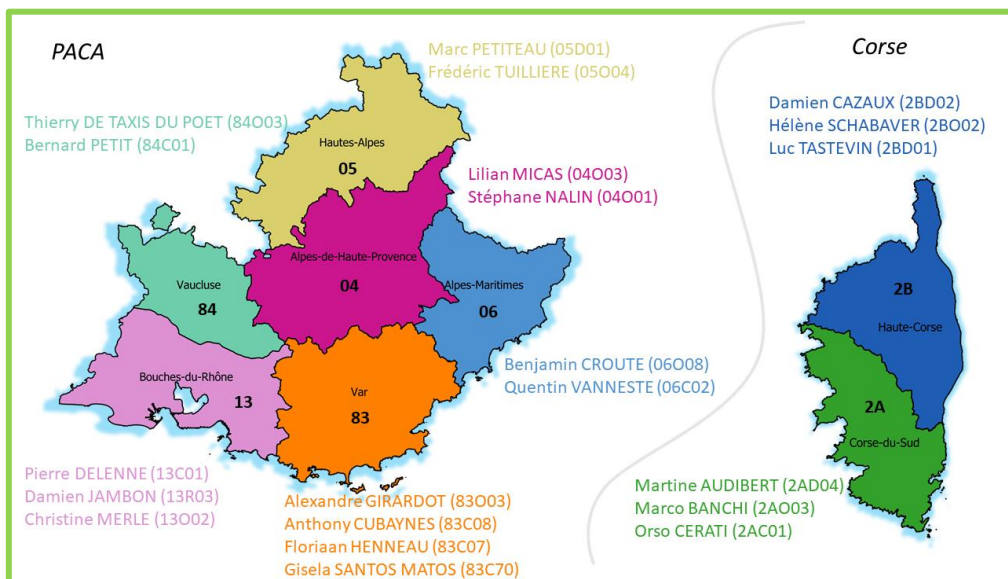 PACA
Corse
Marc PETITEAU (05D01)
Frédéric TUILLIERE (05O04)
Thierry DE TAXIS DU POET (84O03)
Bernard PETIT (84C01)
Hautes-Alpes
05
Lilian MICAS (04O03)
Stéphane NALIN (04O01)
Alpes-de-Haute-Provence
04
Vaucluse
84
Alpes-Maritimes
06
Benjamin CROUTE (06O08)
Quentin VANNESTE (06C02)
Bouches-du-Rhône
13
Var
83
Pierre DELENNE (13C01)
Damien JAMBON (13R03)
Christine MERLE (13O02)
Alexandre GIRARDOT (83O03)
Anthony CUBAYNES (83C08)
Floriaan HENNEAU (83C07)
Gisela SANTOS MATOS (83C70)
Damien CAZAUX (2BD02)
Hélène SCHABAVER (2BO02)
Luc TASTEVIN (2BD01)
2B
Haute-Corse
2A
Corse-du-Sud
Martine AUDIBERT (2AD04)
Marco BANCHI (2AO03)
Orso CERATI (2AC01)